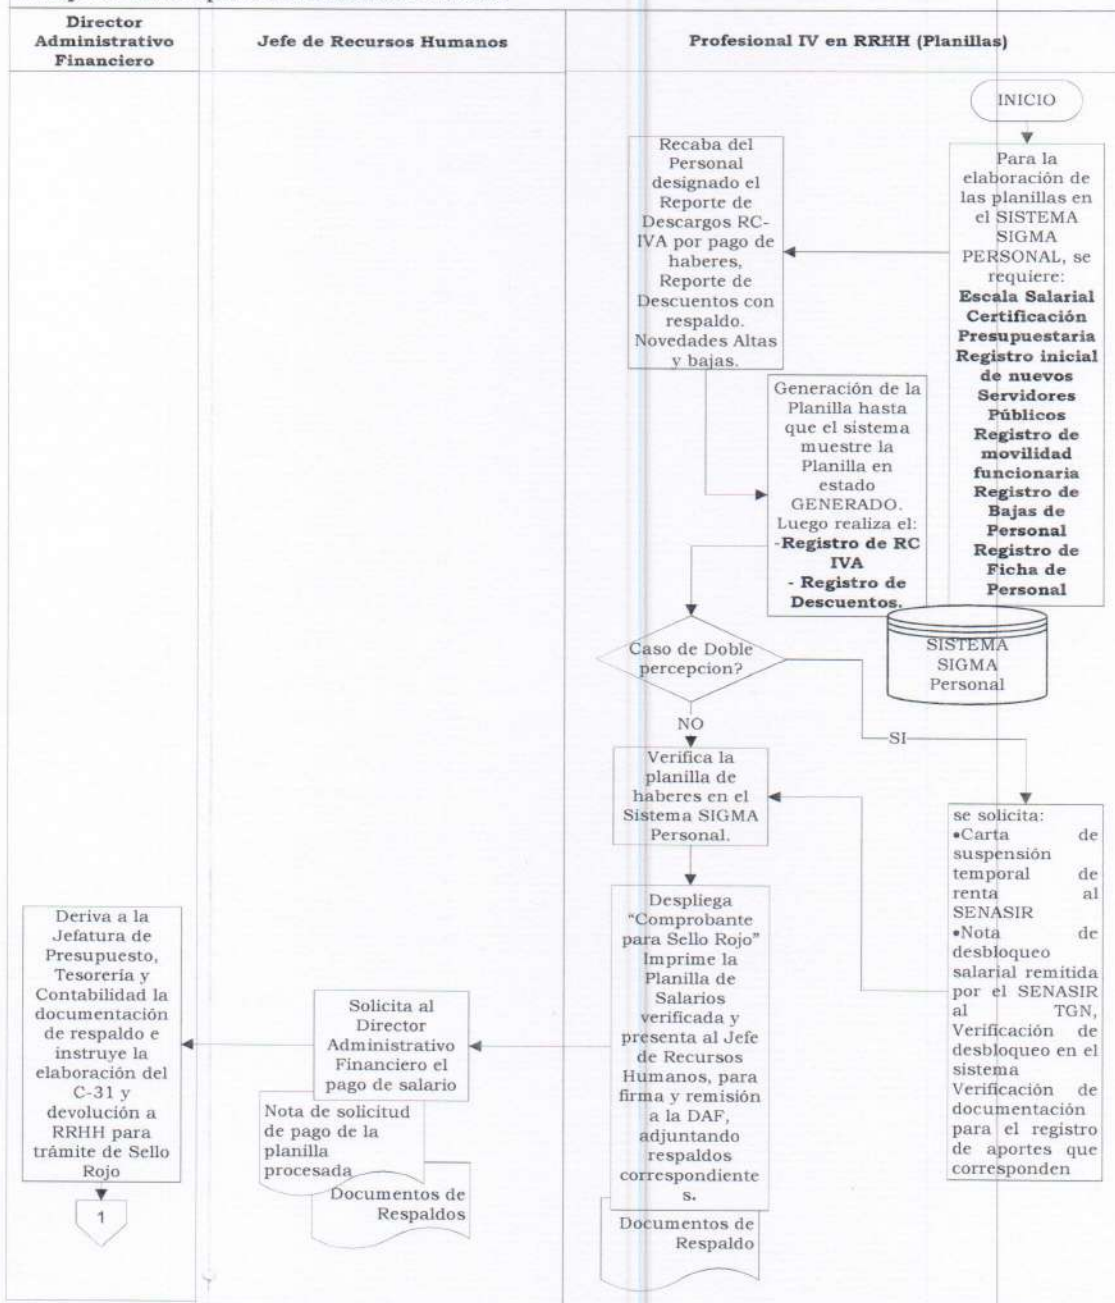 Director
Administrativo
Financiero
Jefe de Recursos Humanos
Profesional IV en RRHH (Planillas)
INICIO
Para la
elaboración de
las planillas en
el SISTEMA
SIGMA
PERSONAL, se
requiere:
Escala Salarial
Certificación
Presupuestaria
Registro inicial
de nuevos
Servidores
Públicos
Registro de
movilidad
funcionaria
Registro de
Bajas de
Personal
Registro de
Ficha de
Personal
Recaba del
Personal
designado el
Reporte de
Descargos RC-
IVA por pago de
haberes,
Reporte de
Descuentos con
respaldo.
Novedades Altas
y bajas.
Generación de la
Planilla hasta
que el sistema
muestre la
Planilla en
estado
GENERADO.
Luego realiza el:
-Registro de RC
IVA
- Registro de
Descuentos.
SISTEMA
SIGMA
Personal
Caso de Doble
percepcion?
NO
SI
Verifica la
planilla de
haberes en el
Sistema SIGMA
Personal.
se solicita:
•Carta de
suspensión
temporal de
renta al
SENASIR
•Nota de
desbloqueo
salarial remitida
por el SENASIR
al TGN,
Verificación de
desbloqueo en el
sistema
Verificación de
documentación
para el registro
de aportes que
corresponden
Despliega
“Comprobante
para Sello Rojo”
Imprime la
Planilla de
Salarios
verificada y
presenta al Jefe
de Recursos
Humanos, para
firma y remisión
a la DAF,
adjuntando
respaldos
correspondiente
s.
Documentos de
Respaldo
Solicita al
Director
Administrativo
Financiero el
pago de salario
Nota de solicitud
de pago de la
planilla
procesada
Documentos de
Respaldos
Deriva a la
Jefatura de
Presupuesto,
Tesorería y
Contabilidad la
documentación
de respaldo e
instruye la
elaboración del
C-31 y
devolución a
RRHH para
trámite de Sello
Rojo
1